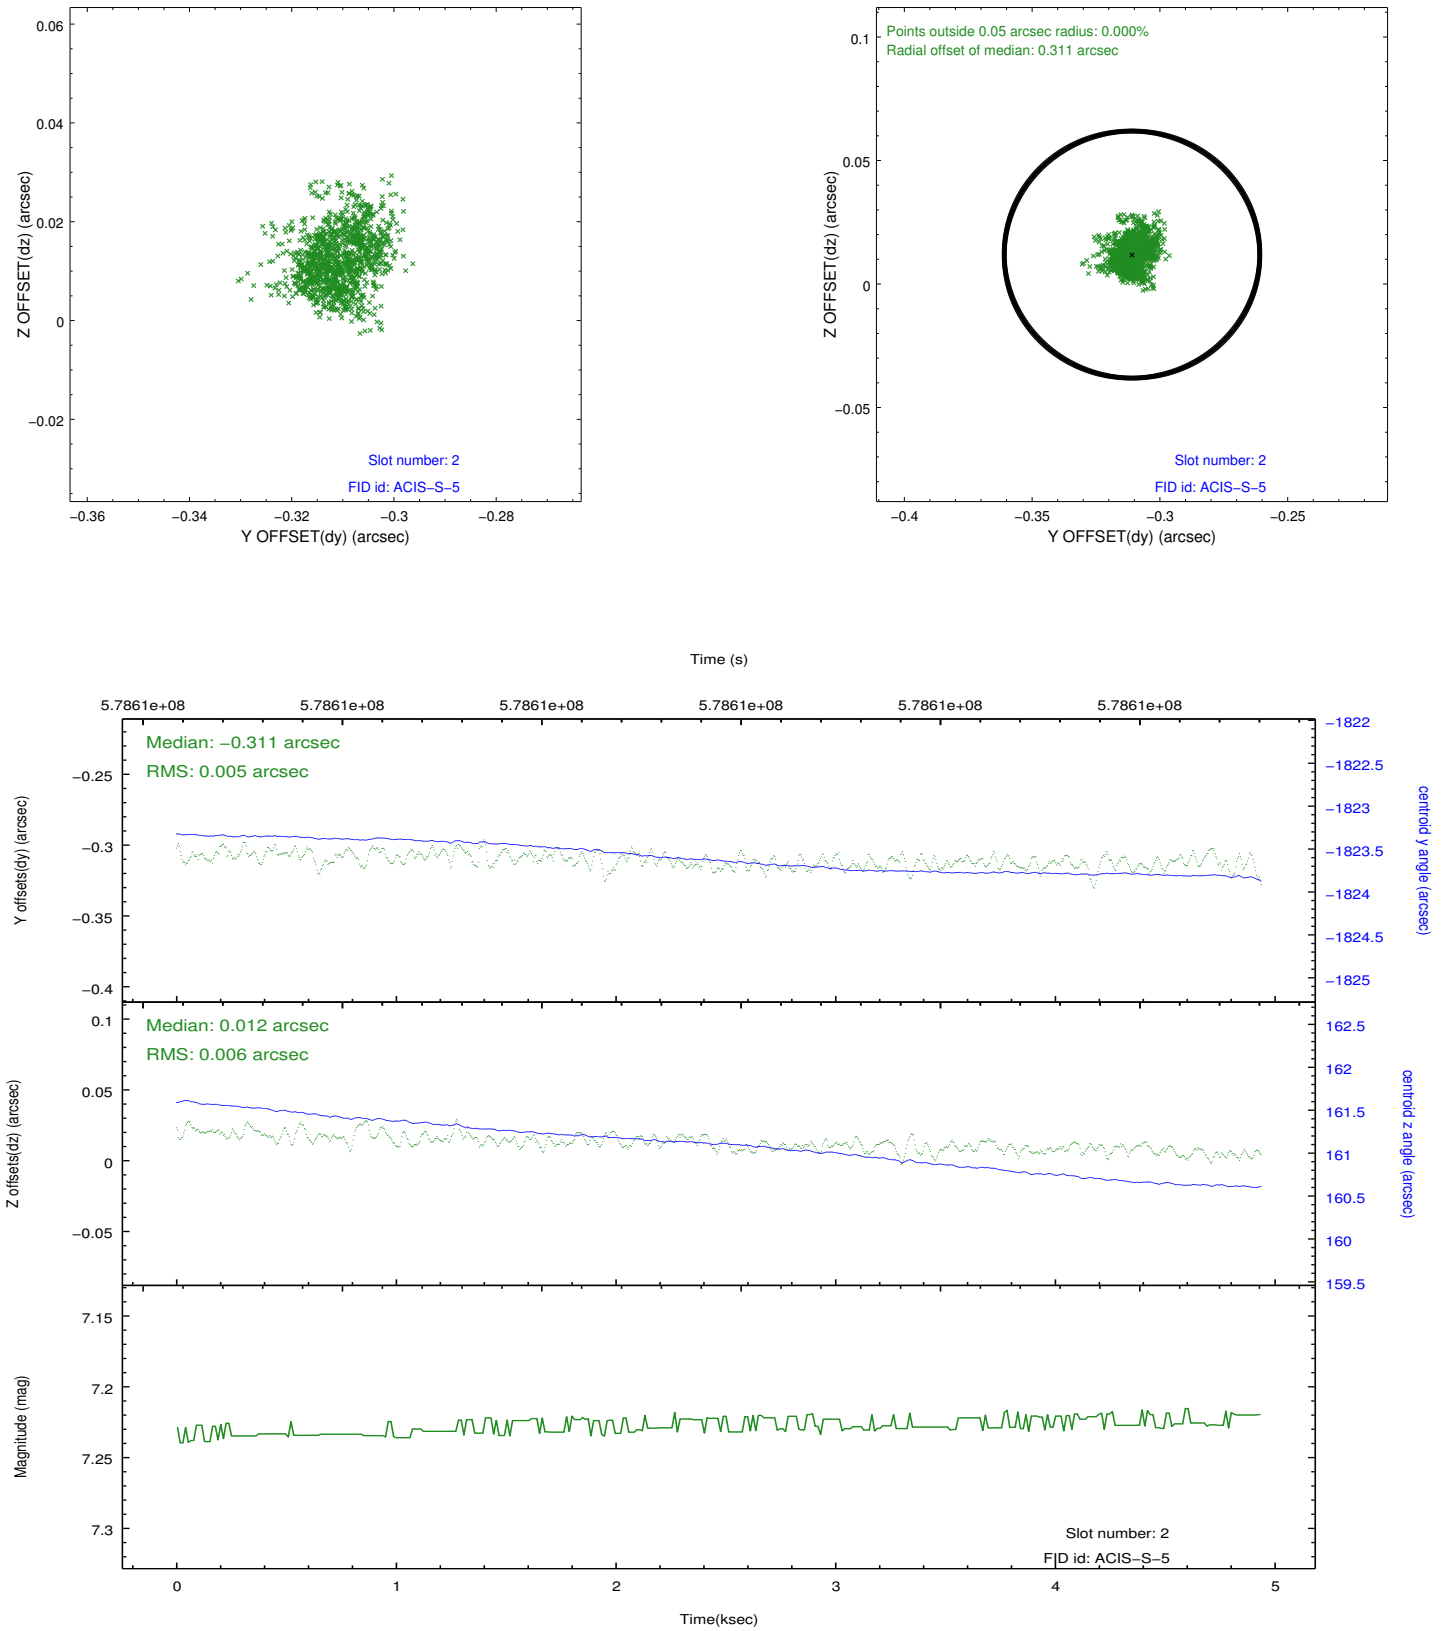 0.06
0.04
0.02
0
−0.02
Z OFFSET(dz) (arcsec)
Slot number: 2
FID id: ACIS−S−5
−0.36 −0.34 −0.32 −0.3 −0.28
Y OFFSET(dy) (arcsec)
Points outside 0.05 arcsec radius: 0.000%
Radial offset of median: 0.311 arcsec
0.1
0.05
0
−0.05
Z OFFSET(dz) (arcsec)
Slot number: 2
FID id: ACIS−S−5
−0.4 −0.35 −0.3 −0.25
Y OFFSET(dy) (arcsec)
Time (s)
5.7861e+08 5.7861e+08 5.7861e+08 5.7861e+08 5.7861e+08 5.7861e+08
Median: −0.311 arcsec
RMS: 0.005 arcsec
−0.25
−0.3
−0.35
−0.4
Y offsets(dy) (arcsec)
−1822
−1822.5
−1823
−1823.5
−1824
−1824.5
−1825
centroid y angle (arcsec)
Median: 0.012 arcsec
RMS: 0.006 arcsec
0.1
0.05
0
−0.05
Z offsets(dz) (arcsec)
162.5
162
161.5
161
160.5
160
159.5
centroid z angle (arcsec)
7.15
7.2
7.25
7.3
Magnitude (mag)
Slot number: 2
FID id: ACIS−S−5
0 1 2 3 4 5
Time(ksec)